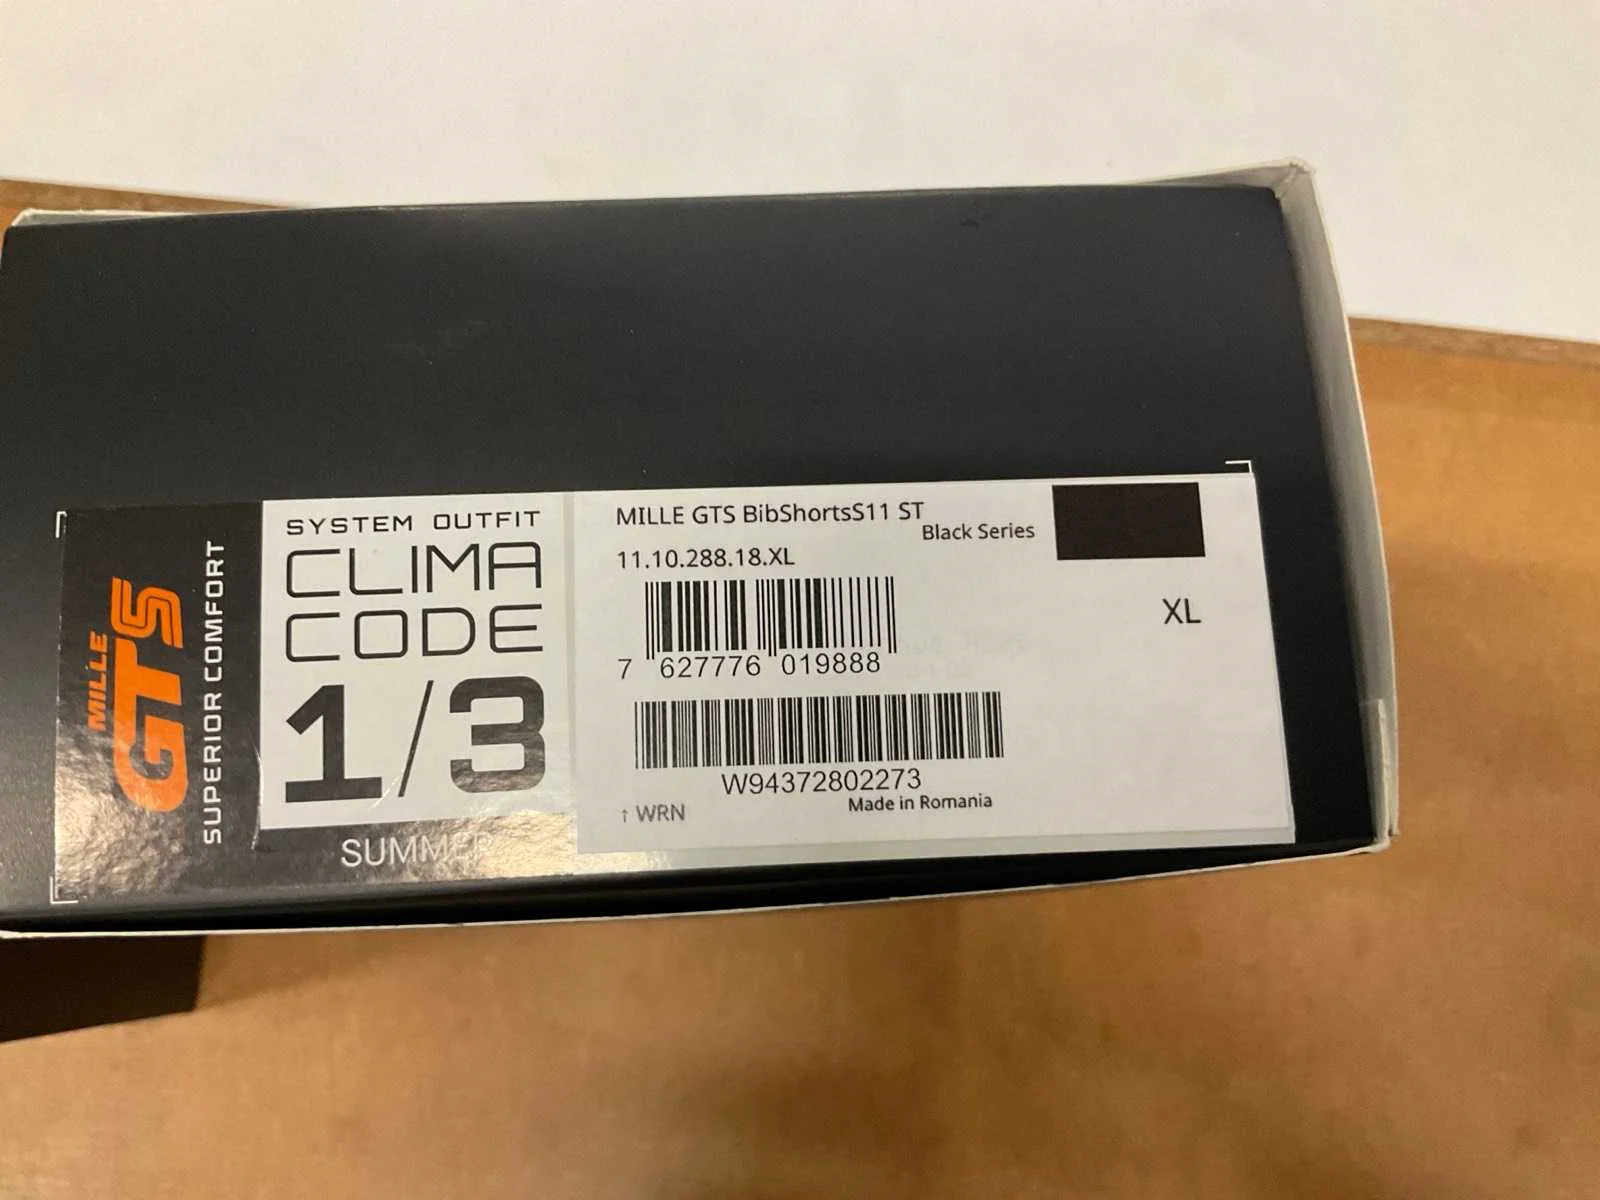 MILLE
GTS
SUPERIOR COMFORT
SYSTEM OUTFIT
CLIMA
CODE
1/3
SUMMER
MILLE GTS BibShortsS11 ST
Black Series
11.10.288.18.XL
7 627776 019888
XL
W94372802273
Made in Romania
↑ WRN